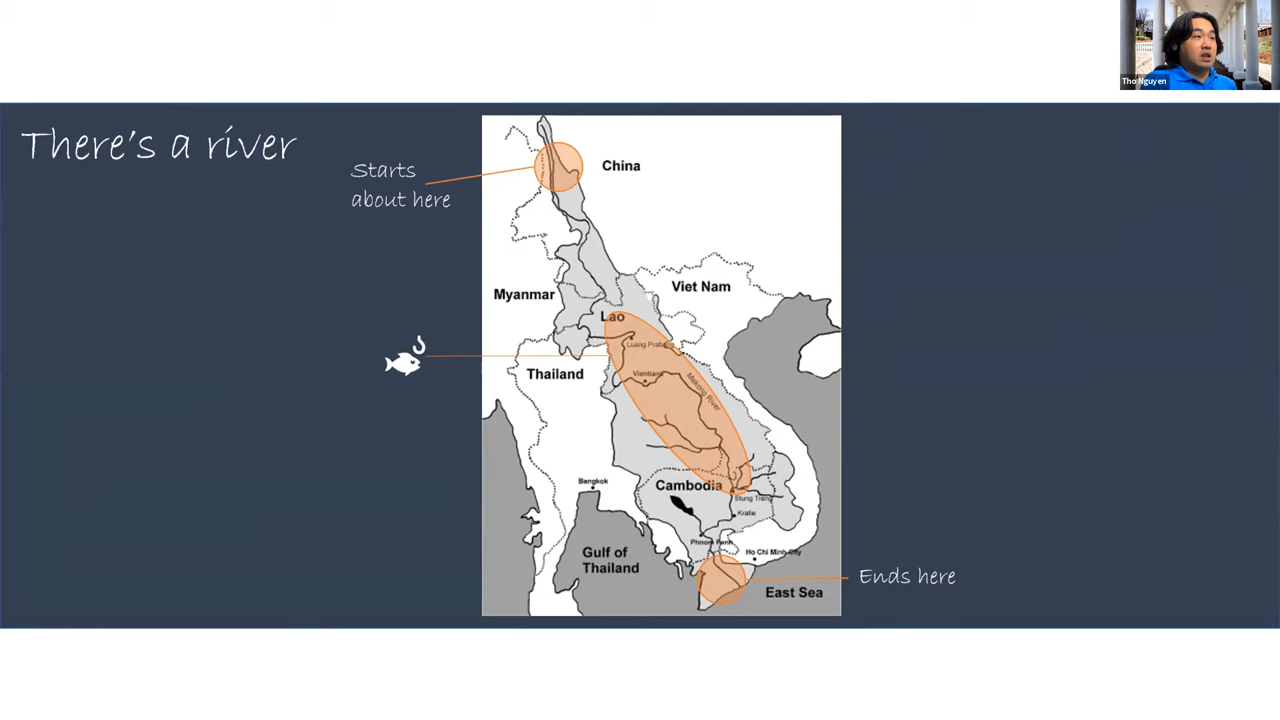 Tho Nguyen
There's a river
Starts
about here
China
Myanmar
Viet Nam
Lao
Luang Prabang
Thailand
Vientiane
Mekong River
Bangkok
Cambodia
Stung Treng
Kratie
Phnom Penh
Ho Chi Minh City
Gulf of
Thailand
East Sea
Ends here